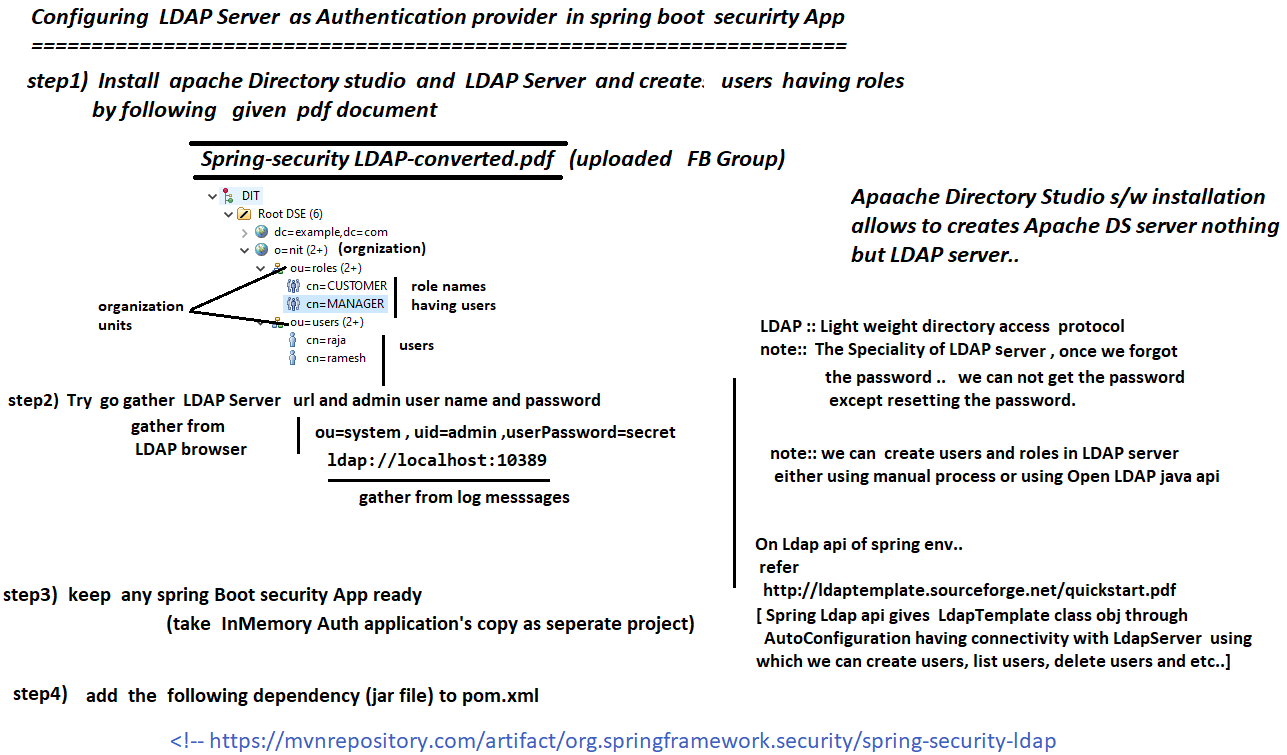 Configuring LDAP Server as Authentication provider in spring boot securirty App
====================================================================
step1) Install apache Directory studio and LDAP Server and creates users having roles
by following given pdf document
Spring-security LDAP-converted.pdf (uploaded FB Group)
DIT
Root DSE (6)
dc=example,dc=com
o=nit (2+) (orgnization)
ou=roles (2+)
cn=CUSTOMER
cn=MANAGER
role names
having users
organization
units
ou=users (2+)
cn=raja
cn=ramesh
users
Apaache Directory Studio s/w installation
allows to creates Apache DS server nothing
but LDAP server..
LDAP :: Light weight directory access protocol
note:: The Speciality of LDAP server , once we forgot
the password .. we can not get the password
except resetting the password.
step2) Try go gather LDAP Server url and admin user name and password
gather from
LDAP browser
ou=system , uid=admin ,userPassword=secret
ldap://localhost:10389
gather from log messsages
note:: we can create users and roles in LDAP server
either using manual process or using Open LDAP java api
On Ldap api of spring env..
refer
http://ldaptemplate.sourceforge.net/quickstart.pdf
[ Spring Ldap api gives LdapTemplate class obj through
AutoConfiguration having connectivity with LdapServer using
which we can create users, list users, delete users and etc..]
step3) keep any spring Boot security App ready
(take InMemory Auth application's copy as seperate project)
step4) add the following dependency (jar file) to pom.xml
<!-- https://mvnrepository.com/artifact/org.springframework.security/spring-security-ldap